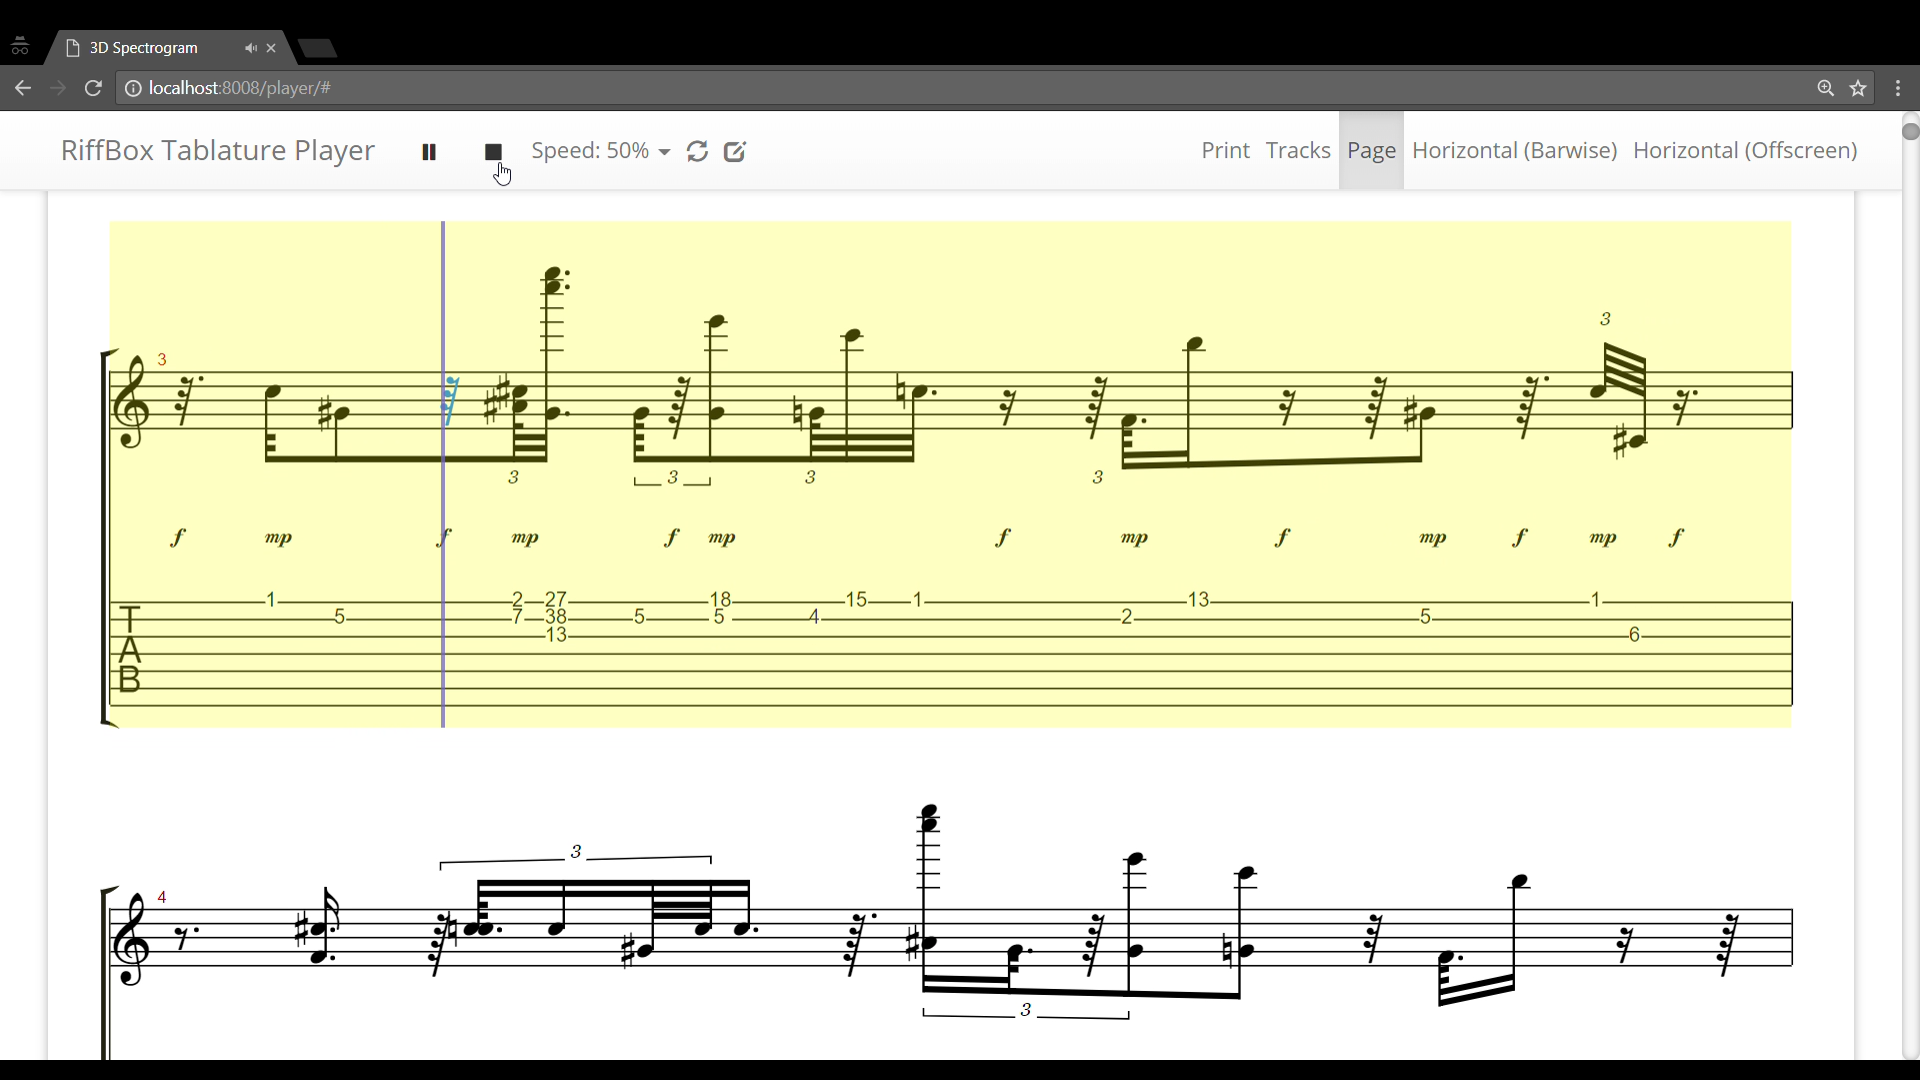 3D Spectrogram
localhost:8008/player/#
RiffBox Tablature Player Speed: 50% Print Tracks Page Horizontal (Barwise) Horizontal (Offscreen)
3
3
3 3 3 3
f mp f mp f mp f mp f mp f mp f
1 2 27 18 15 1 13 1
T 5 7 38 5 5 4 2 5
13 6
A
B
3
4
3